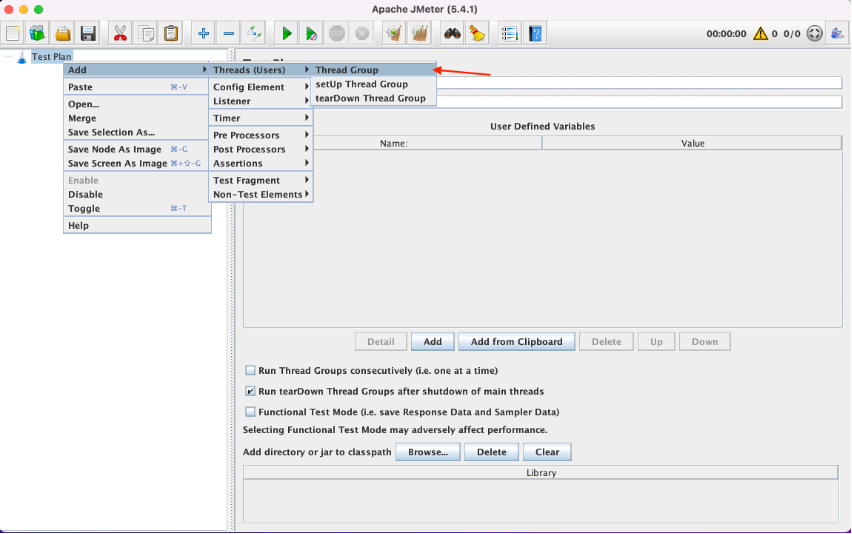 Apache JMeter (5.4.1)
00:00:00 0 0/0
Test Plan
Add
Paste ⌘-V
Open...
Merge
Save Selection As...
Save Node As Image ⌘-G
Save Screen As Image ⌘+⇧-G
Enable
Disable
Toggle ⌘-T
Help
Threads (Users)
Config Element
Listener
Timer
Pre Processors
Post Processors
Assertions
Test Fragment
Non-Test Elements
Thread Group
setUp Thread Group
tearDown Thread Group
User Defined Variables
Name: Value
Detail Add Add from Clipboard Delete Up Down
Run Thread Groups consecutively (i.e. one at a time)
Run tearDown Thread Groups after shutdown of main threads
Functional Test Mode (i.e. save Response Data and Sampler Data)
Selecting Functional Test Mode may adversely affect performance.
Add directory or jar to classpath Browse... Delete Clear
Library